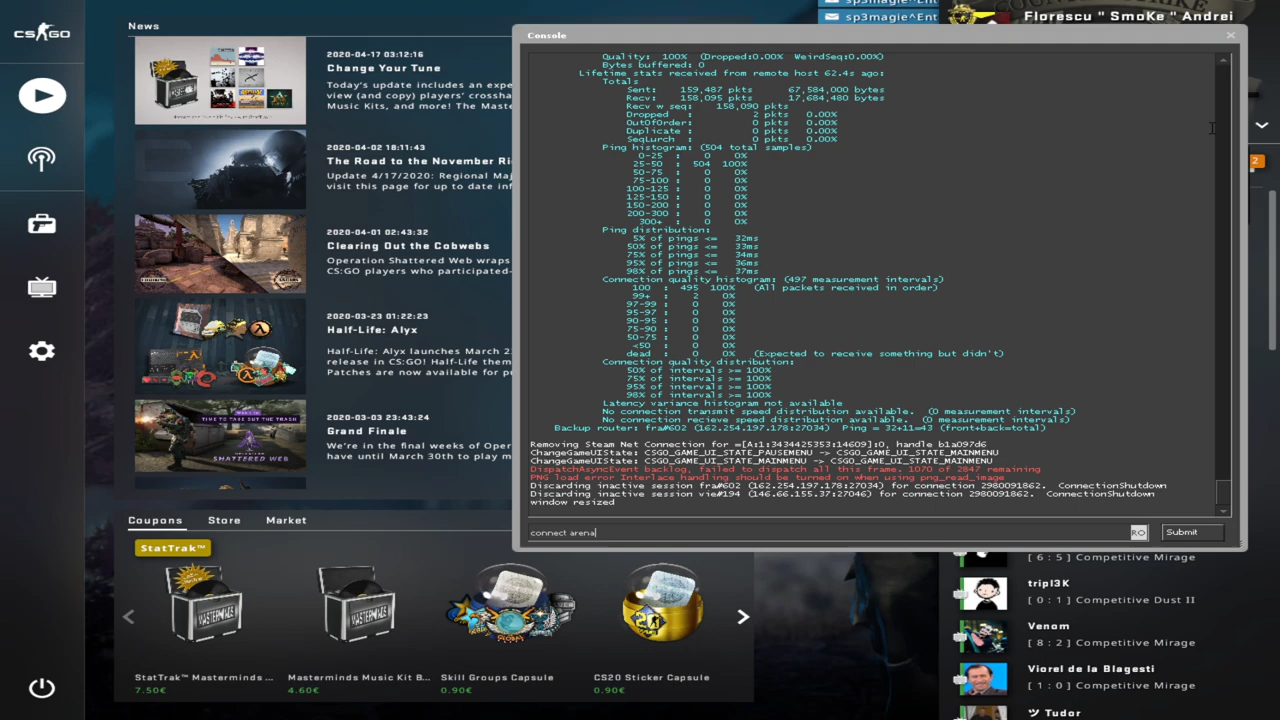 CS:GO
News
2020-04-17 03:12:16
Change Your Tune
Today's update includes an expe
view (and copy) players' crossha
Music Kits, and more! The Maste
2020-04-02 18:11:43
The Road to the November Ri
Update 4/17/2020: Regional Maj
visit this page for up to date inf
2020-04-01 02:43:32
Clearing Out the Cobwebs
Operation Shattered Web wraps
CS:GO players who participated-
2020-03-23 01:22:23
Half-Life: Alyx
Half-Life: Alyx launches March 2
release in CS:GO! Half-Life them
Patches are now available for pu
2020-03-03 23:43:24
Grand Finale
We're in the final weeks of Oper
have until March 30th to play m
TIME TO TAKE OUT THE TRASH
SHATTERED WEB
sp3magie^Ent
sp3magie^Ent
Florescu " SmoKe " Andrei
2
Console
Quality: 100% (Dropped:0.00% WeirdSeq:0.00%)
Bytes buffered: 0
Lifetime stats received from remote host 62.4s ago:
Totals
Sent: 159,487 pkts 67,584,000 bytes
Recv: 158,095 pkts 17,684,480 bytes
Recv w seq: 158,090 pkts
Dropped : 2 pkts 0.00%
OutOfOrder: 0 pkts 0.00%
Duplicate : 0 pkts 0.00%
SeqLurch : 0 pkts 0.00%
Ping histogram: (504 total samples)
0-25 : 0 0%
25-50 : 504 100%
50-75 : 0 0%
75-100 : 0 0%
100-125 : 0 0%
125-150 : 0 0%
150-200 : 0 0%
200-300 : 0 0%
300+ : 0 0%
Ping distribution:
5% of pings <= 32ms
50% of pings <= 33ms
75% of pings <= 34ms
95% of pings <= 36ms
98% of pings <= 37ms
Connection quality histogram: (497 measurement intervals)
100 : 495 100% (All packets received in order)
99+ : 2 0%
97-99 : 0 0%
95-97 : 0 0%
90-95 : 0 0%
75-90 : 0 0%
50-75 : 0 0%
<50 : 0 0%
dead : 0 0% (Expected to receive something but didn't)
Connection quality distribution:
50% of intervals >= 100%
75% of intervals >= 100%
95% of intervals >= 100%
98% of intervals >= 100%
Latency variance histogram not available
No connection transmit speed distribution available. (0 measurement intervals)
No connection recieve speed distribution available. (0 measurement intervals)
Backup router: fra#602 (162.254.197.178:27034) Ping = 32+11=43 (front+back=total)
Removing Steam Net Connection for =[A:1:3434425353:14609]:0, handle b1a097d6
ChangeGameUIState: CSGO_GAME_UI_STATE_PAUSEMENU -> CSGO_GAME_UI_STATE_MAINMENU
ChangeGameUIState: CSGO_GAME_UI_STATE_MAINMENU -> CSGO_GAME_UI_STATE_MAINMENU
DispatchAsyncEvent backlog, failed to dispatch all this frame. 1070 of 2847 remaining
PNG load error Interlace handling should be turned on when using png_read_image
Discarding inactive session fra#602 (162.254.197.178:27034) for connection 2980091862. ConnectionShutdown
Discarding inactive session vie#194 (146.66.155.37:27046) for connection 2980091862. ConnectionShutdown
window resized
connect arena
RO
Submit
Coupons Store Market
StatTrak™
MASTERMINDS
MASTERMINDS
StatTrak™ Masterminds ...
7.50€
Masterminds Music Kit B...
4.60€
Skill Groups Capsule
0.90€
CS20 Sticker Capsule
0.90€
[ 6 : 5 ] Competitive Mirage
tripl3K
[ 0 : 1 ] Competitive Dust II
Venom
[ 8 : 2 ] Competitive Mirage
Viorel de la Blagesti
[ 1 : 0 ] Competitive Mirage
ツ Tudor